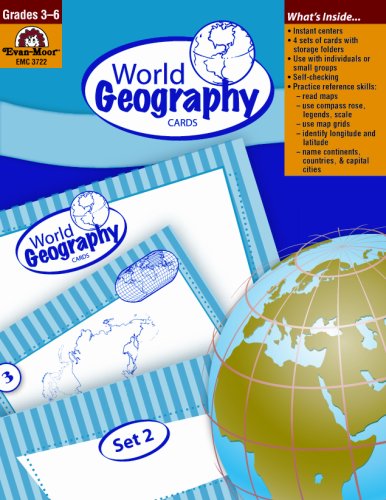 Grades 3–6
Evan-Moor®
EMC 3722
World
Geography
CARDS
What's Inside...
• Instant centers
• 4 sets of cards with
storage folders
• Use with individuals or
small groups
• Self-checking
• Practice reference skills:
– read maps
– use compass rose,
legends, scale
– use map grids
– identify longitude and
latitude
– name continents,
countries, & capital
cities
World
Geography
CARDS
3
Set 2